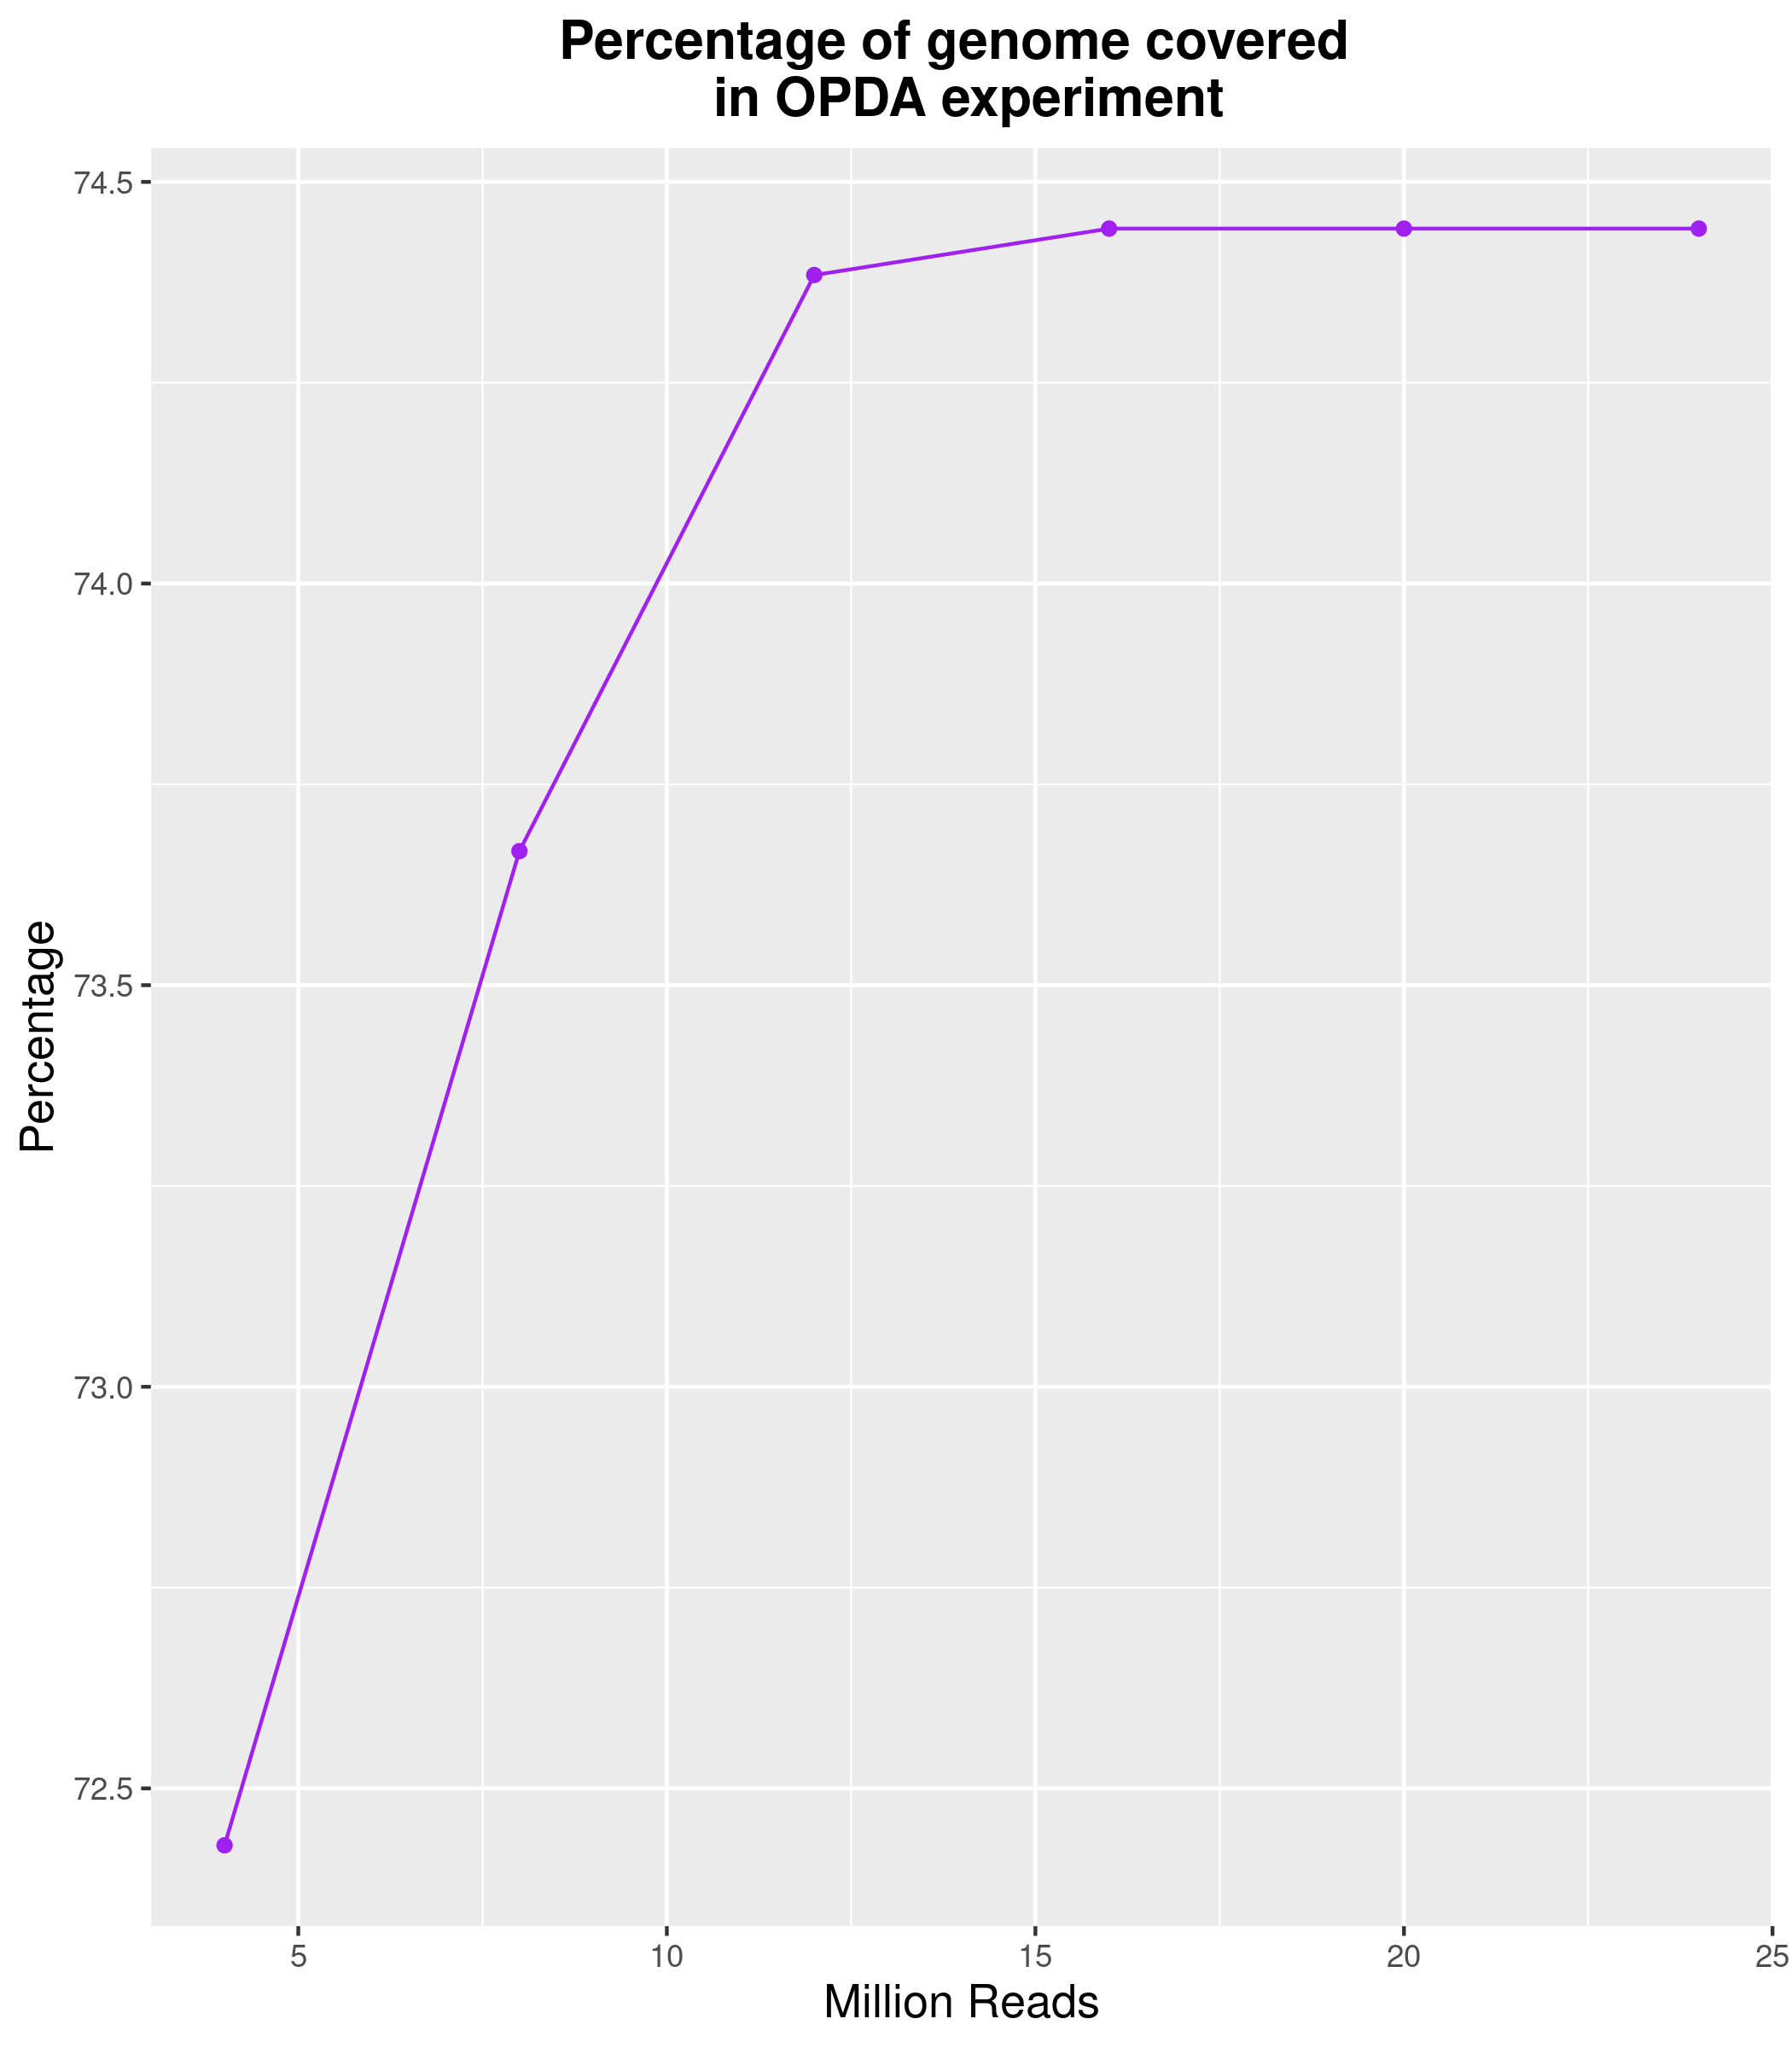 Percentage of genome covered
in OPDA experiment
Percentage
74.5
74.0
73.5
73.0
72.5
5
10
15
20
25
Million Reads